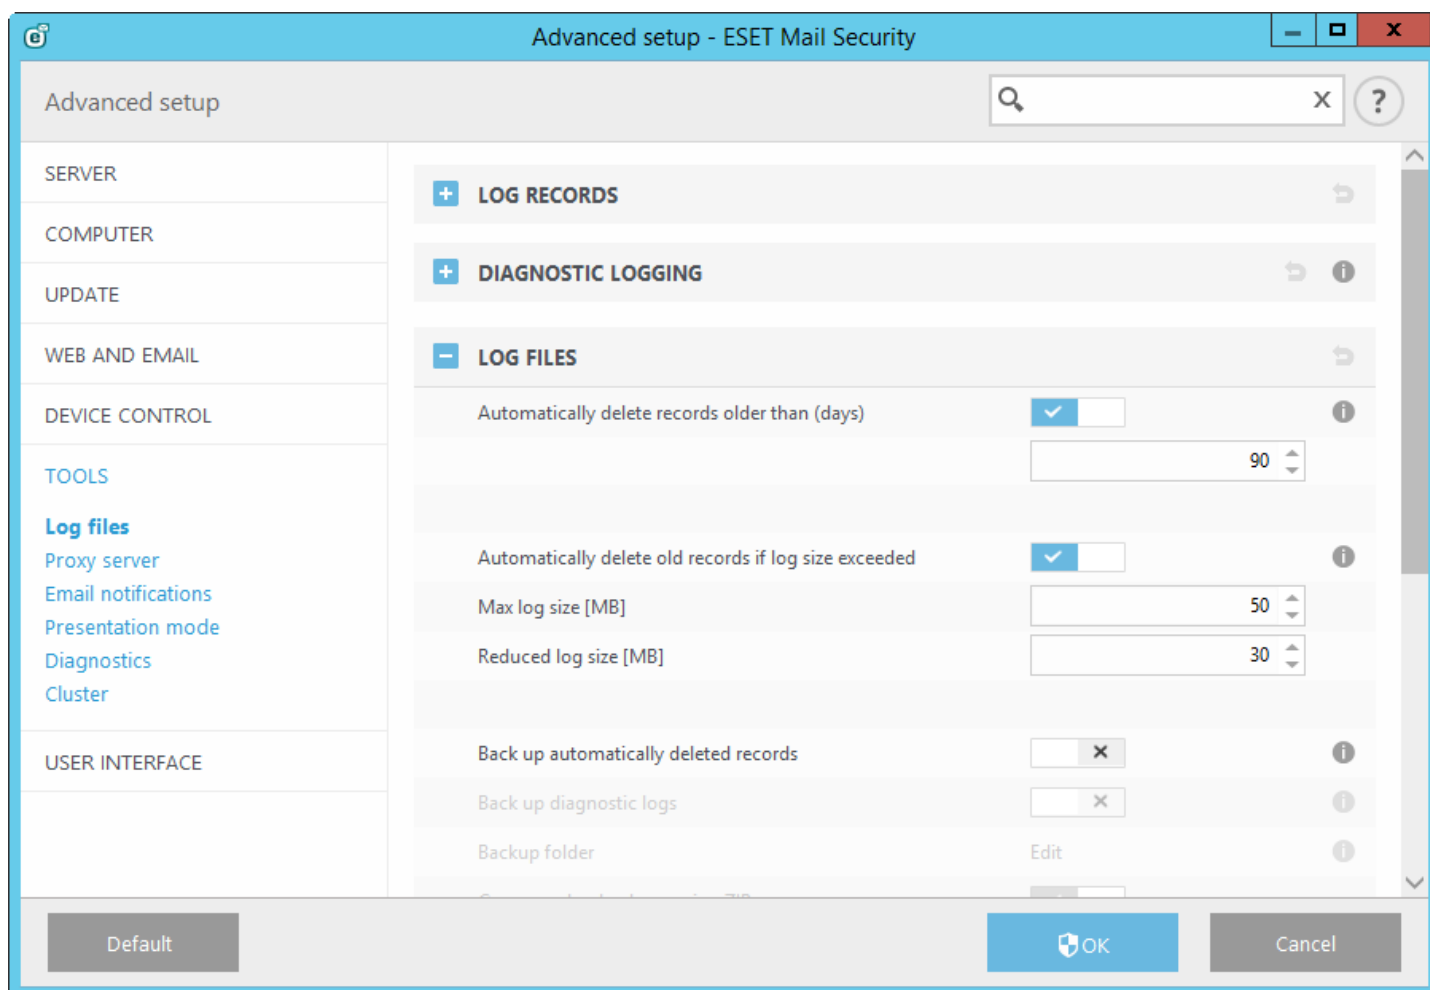 Advanced setup - ESET Mail Security
Advanced setup
SERVER
COMPUTER
UPDATE
WEB AND EMAIL
DEVICE CONTROL
TOOLS
Log files
Proxy server
Email notifications
Presentation mode
Diagnostics
Cluster
USER INTERFACE
LOG RECORDS
DIAGNOSTIC LOGGING
LOG FILES
Automatically delete records older than (days)
90
Automatically delete old records if log size exceeded
Max log size [MB] 50
Reduced log size [MB] 30
Back up automatically deleted records
Back up diagnostic logs
Backup folder Edit
Default
OK
Cancel